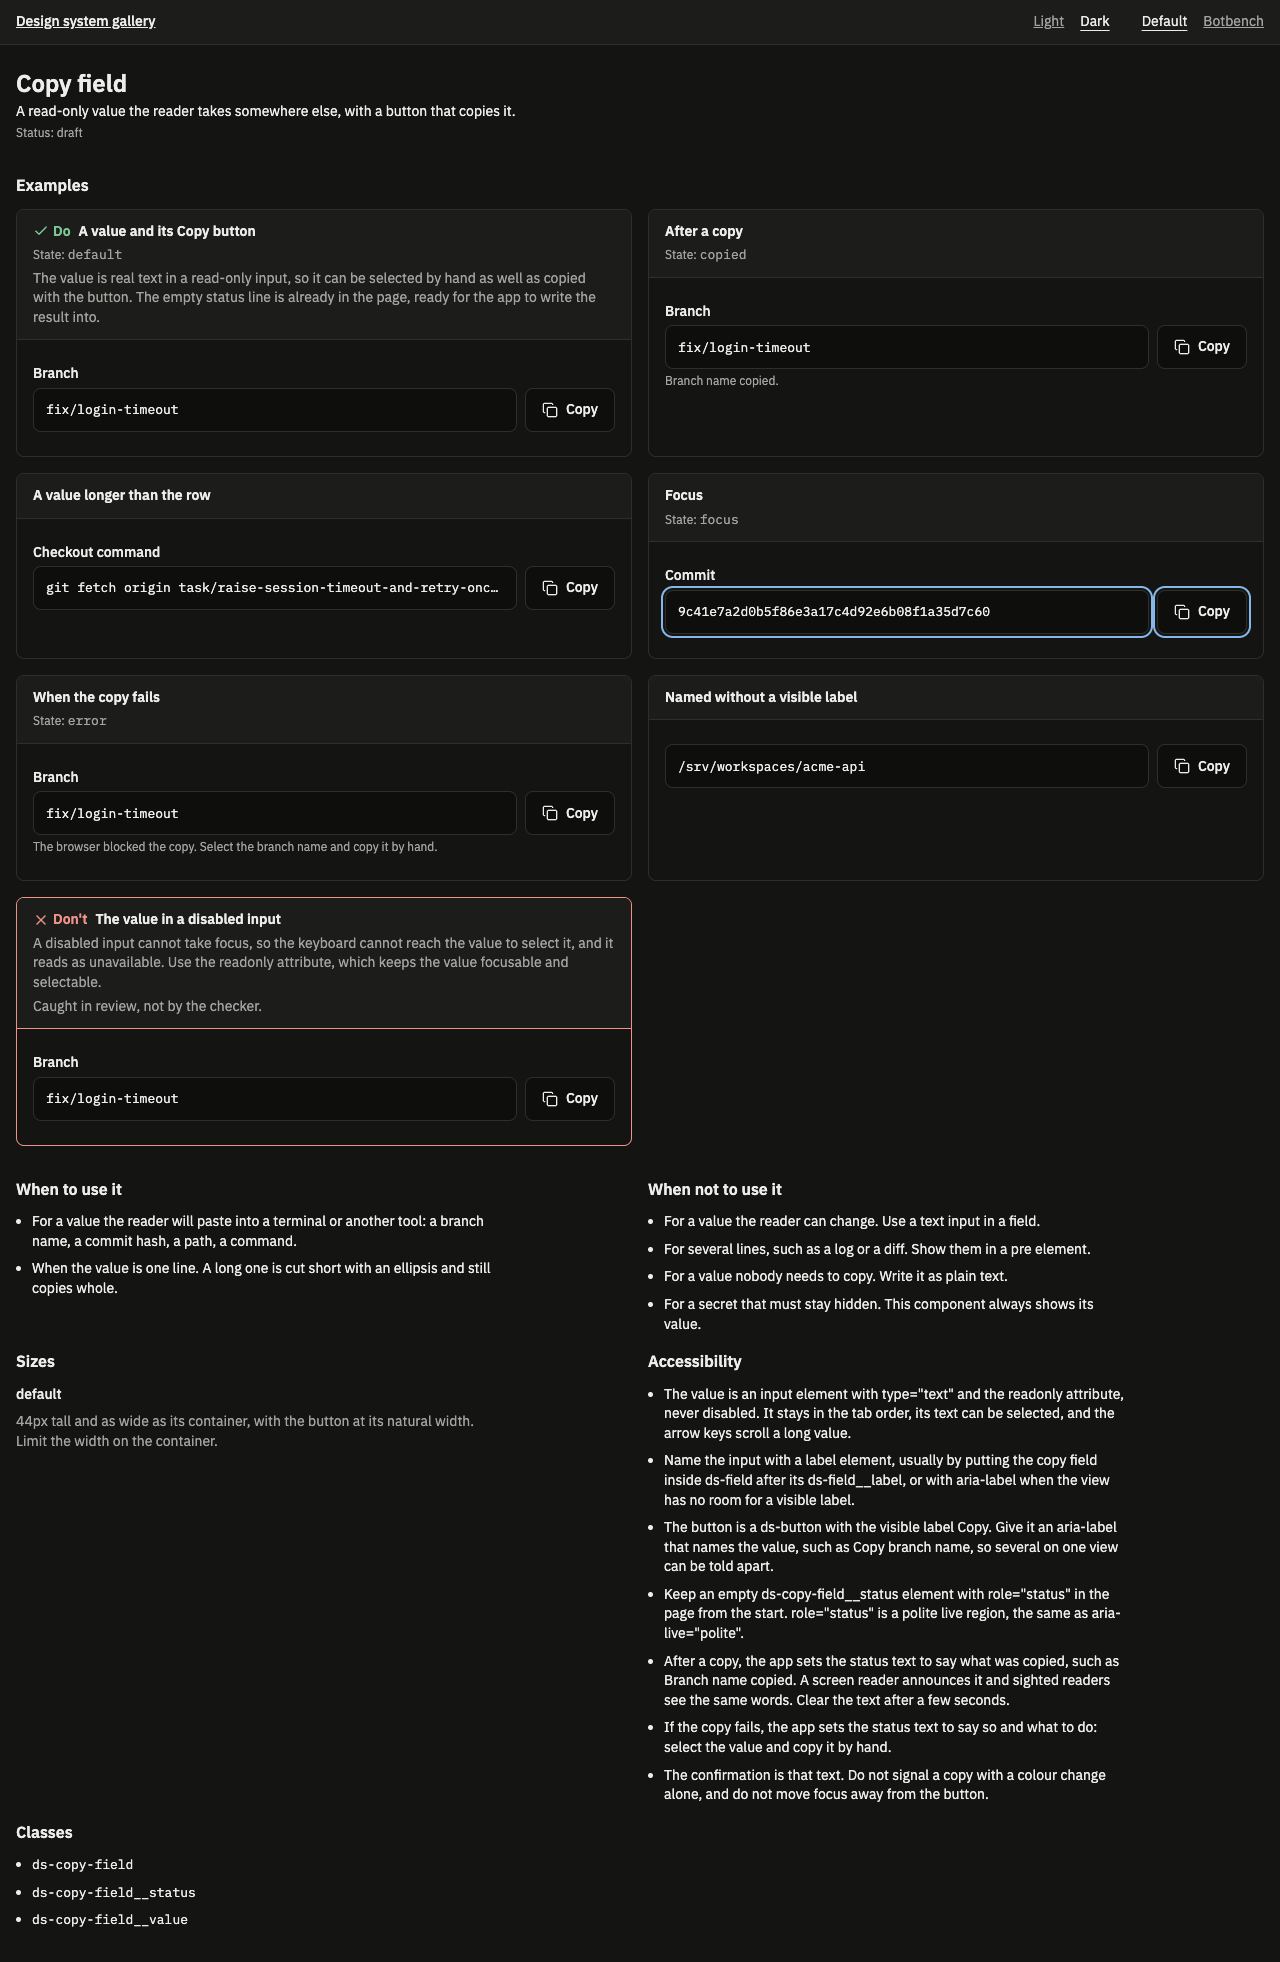 Design system gallery
Light Dark Default Botbench
Copy field
A read-only value the reader takes somewhere else, with a button that copies it.
Status: draft
Examples
Do A value and its Copy button
State: default
The value is real text in a read-only input, so it can be selected by hand as well as copied
with the button. The empty status line is already in the page, ready for the app to write the
result into.
Branch
fix/login-timeout
Copy
After a copy
State: copied
Branch
fix/login-timeout
Copy
Branch name copied.
A value longer than the row
Checkout command
git fetch origin task/raise-session-timeout-and-retry-onc…
Copy
Focus
State: focus
Commit
9c41e7a2d0b5f86e3a17c4d92e6b08f1a35d7c60
Copy
When the copy fails
State: error
Branch
fix/login-timeout
Copy
The browser blocked the copy. Select the branch name and copy it by hand.
Named without a visible label
/srv/workspaces/acme-api
Copy
Don't The value in a disabled input
A disabled input cannot take focus, so the keyboard cannot reach the value to select it, and it
reads as unavailable. Use the readonly attribute, which keeps the value focusable and
selectable.
Caught in review, not by the checker.
Branch
fix/login-timeout
Copy
When to use it
For a value the reader will paste into a terminal or another tool: a branch
name, a commit hash, a path, a command.
When the value is one line. A long one is cut short with an ellipsis and still
copies whole.
When not to use it
For a value the reader can change. Use a text input in a field.
For several lines, such as a log or a diff. Show them in a pre element.
For a value nobody needs to copy. Write it as plain text.
For a secret that must stay hidden. This component always shows its
value.
Sizes
default
44px tall and as wide as its container, with the button at its natural width.
Limit the width on the container.
Accessibility
The value is an input element with type="text" and the readonly attribute,
never disabled. It stays in the tab order, its text can be selected, and the
arrow keys scroll a long value.
Name the input with a label element, usually by putting the copy field
inside ds-field after its ds-field__label, or with aria-label when the view
has no room for a visible label.
The button is a ds-button with the visible label Copy. Give it an aria-label
that names the value, such as Copy branch name, so several on one view
can be told apart.
Keep an empty ds-copy-field__status element with role="status" in the
page from the start. role="status" is a polite live region, the same as aria-
live="polite".
After a copy, the app sets the status text to say what was copied, such as
Branch name copied. A screen reader announces it and sighted readers
see the same words. Clear the text after a few seconds.
If the copy fails, the app sets the status text to say so and what to do:
select the value and copy it by hand.
The confirmation is that text. Do not signal a copy with a colour change
alone, and do not move focus away from the button.
Classes
ds-copy-field
ds-copy-field__status
ds-copy-field__value